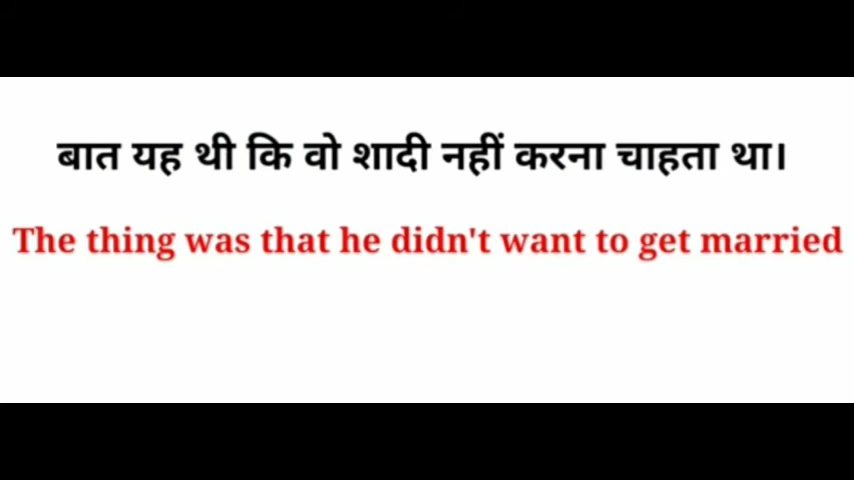 बात यह थी कि वो शादी नहीं करना चाहता था।
The thing was that he didn't want to get married